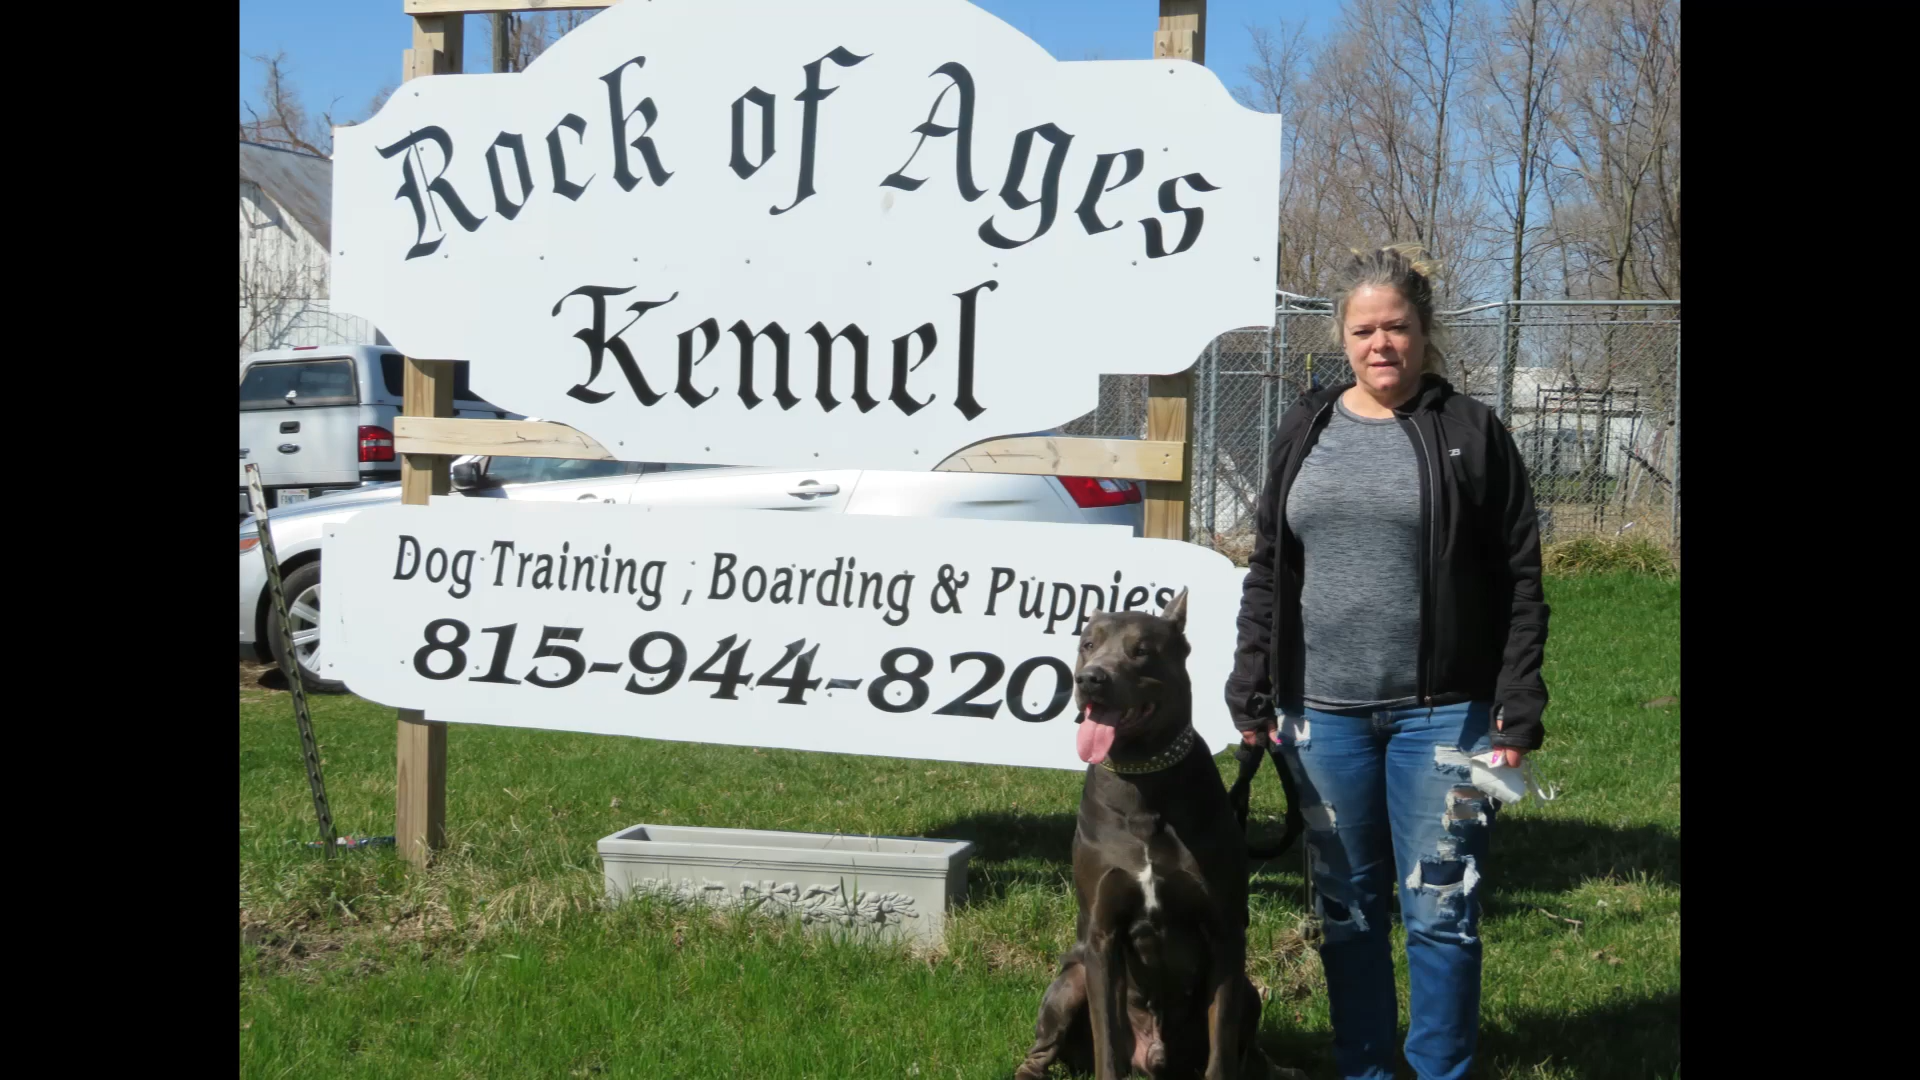 Rock of Ages
Kennel
Dog Training , Boarding & Puppies
815-944-820